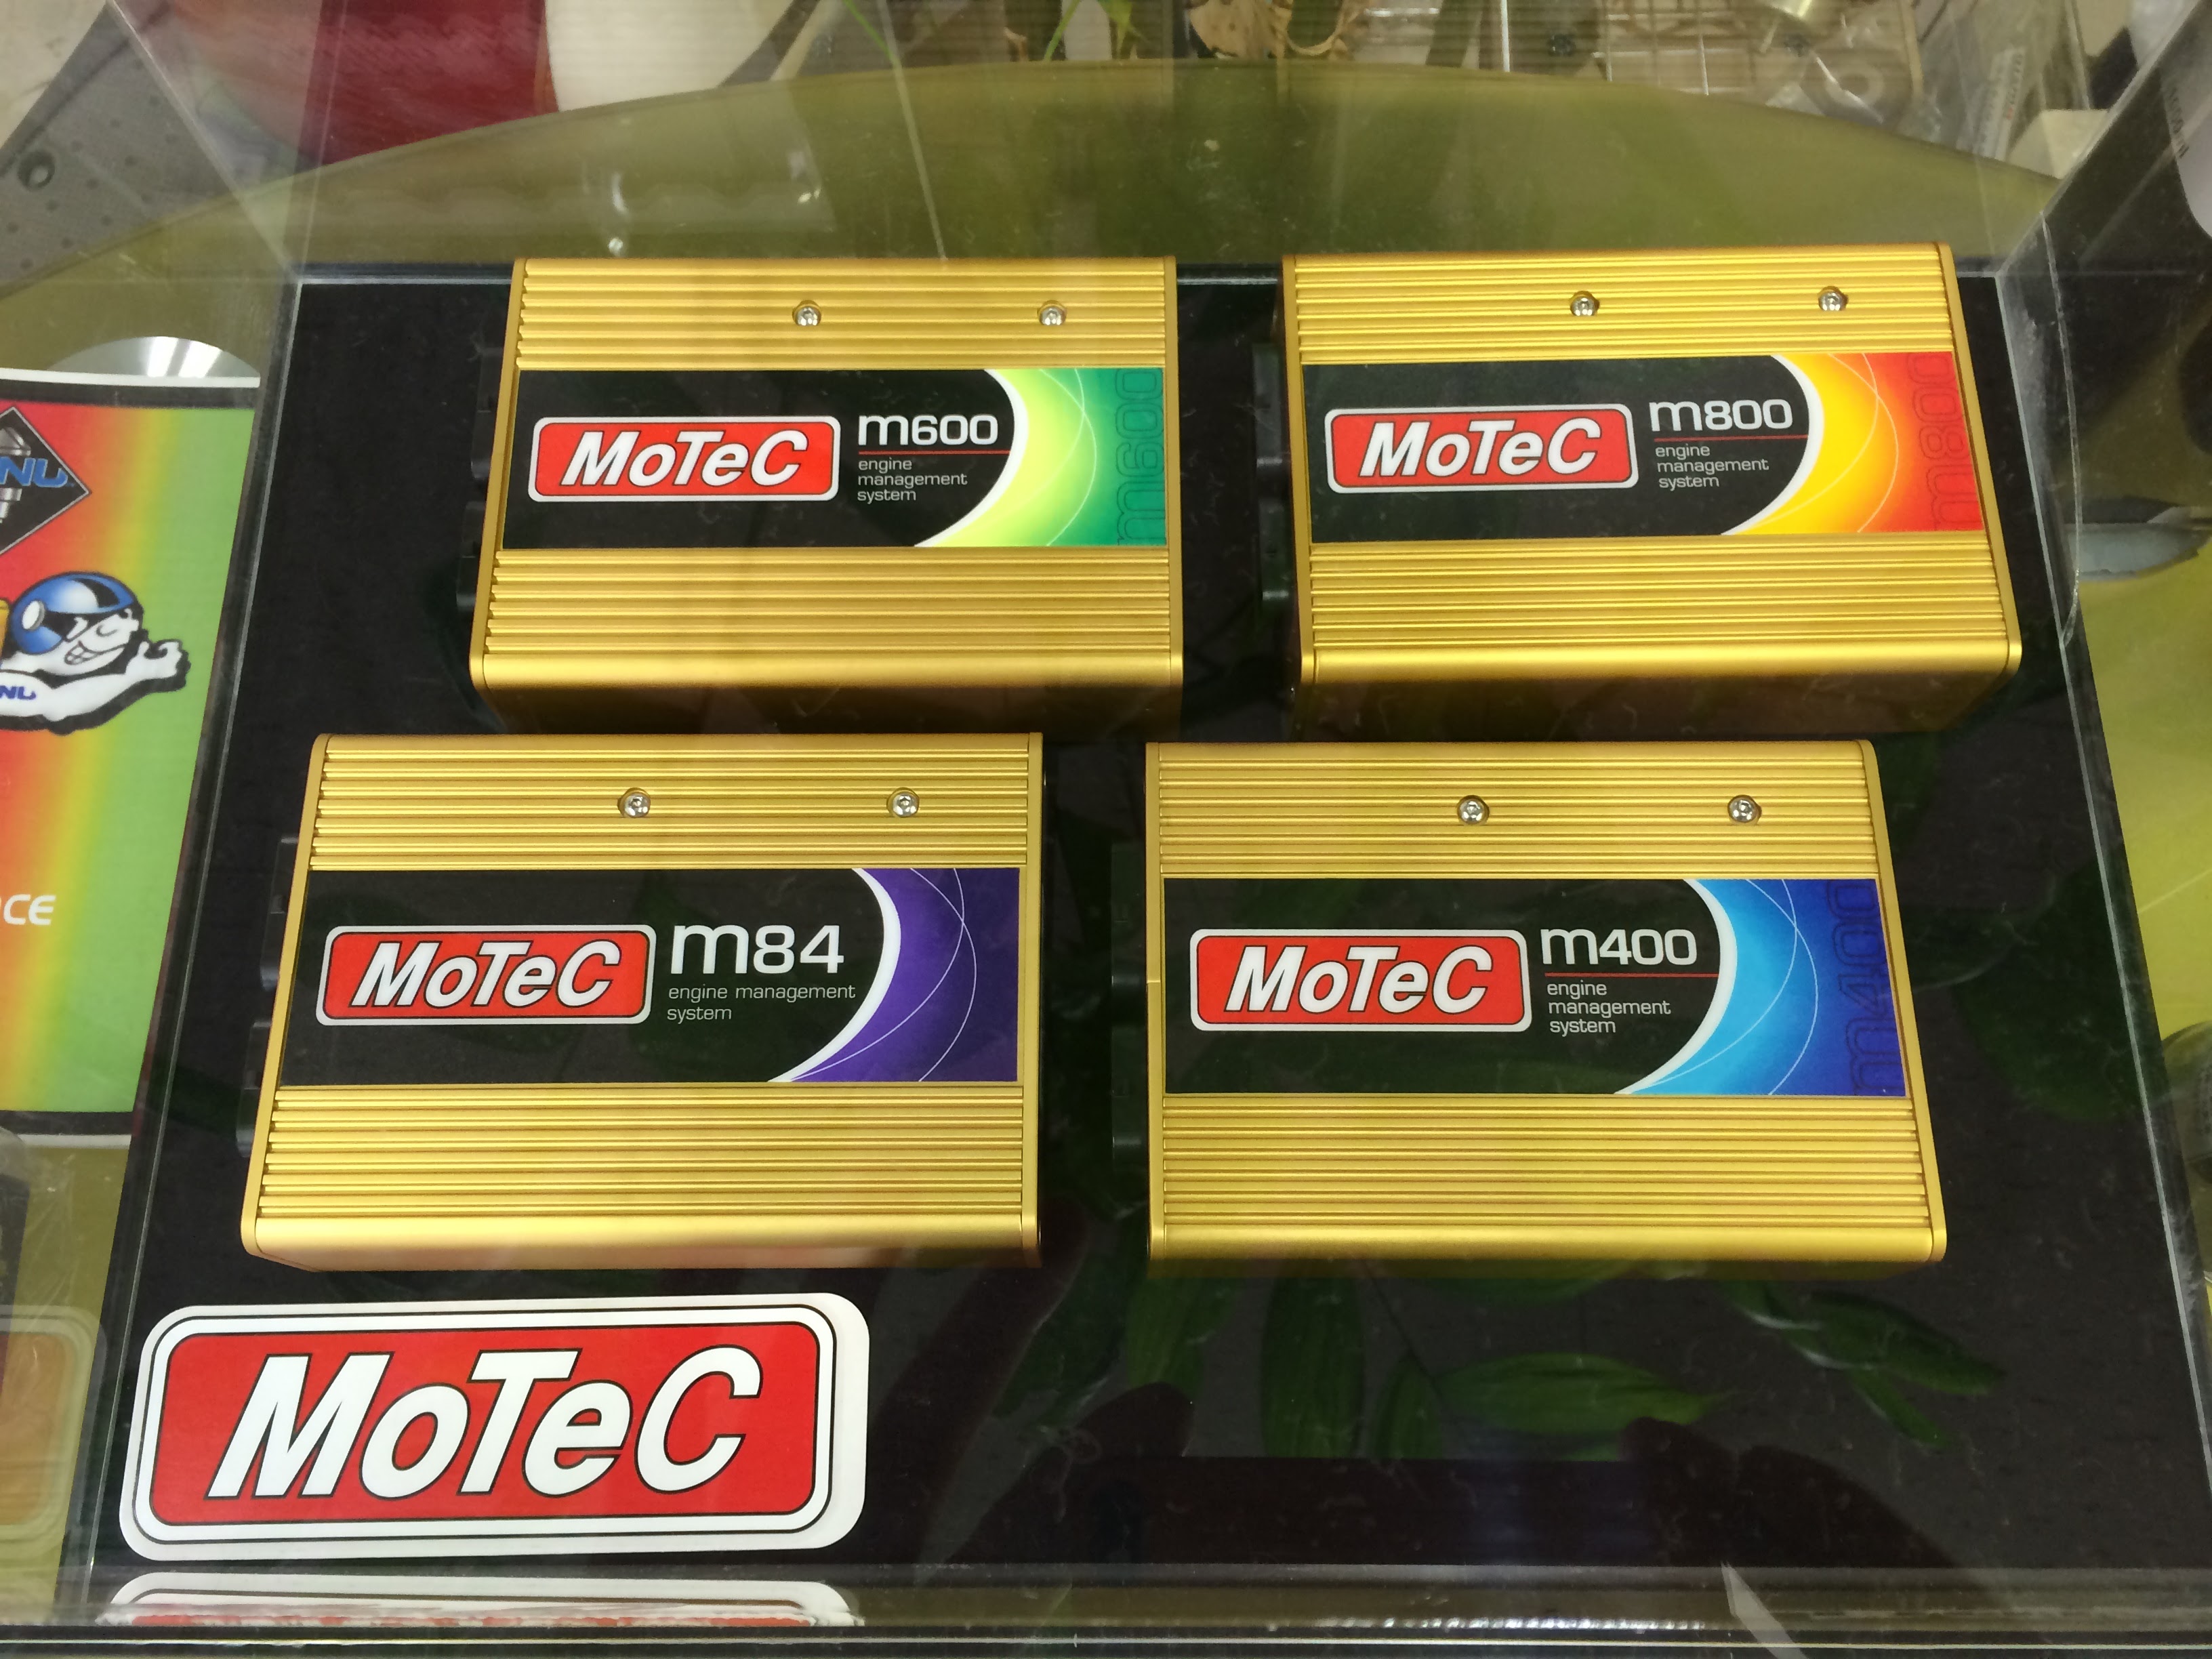 MoTeC
m600
engine
management
system
m600
MoTeC
m800
engine
management
system
m800
MoTeC
m84
engine management
system
MoTeC
m400
engine
management
system
m400
MoTeC